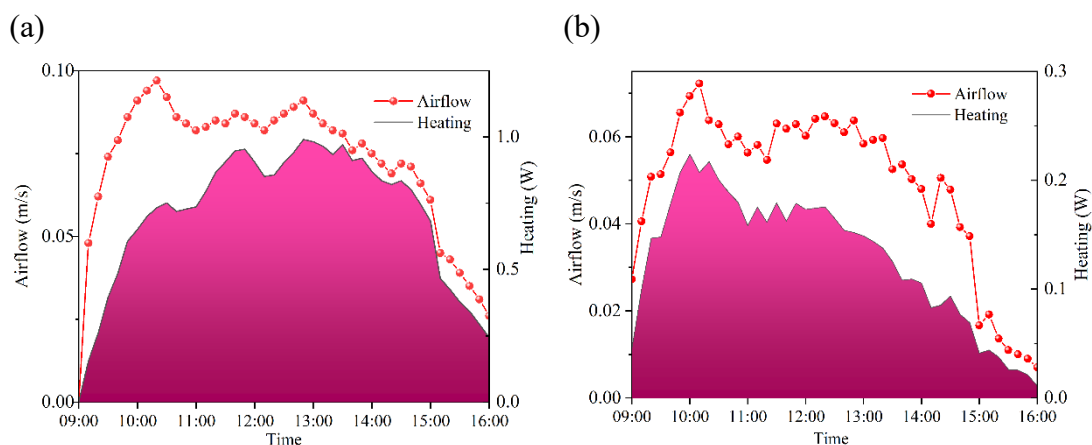 (a)
0.10
0.05
0.00
Airflow (m/s)
Airflow
Heating
1.0
0.5
0.0
Heating (W)
09:00 10:00 11:00 12:00 13:00 14:00 15:00 16:00
Time
(b)
0.06
0.04
0.02
0.00
Airflow (m/s)
Airflow
Heating
0.3
0.2
0.1
0.0
Heating (W)
09:00 10:00 11:00 12:00 13:00 14:00 15:00 16:00
Time